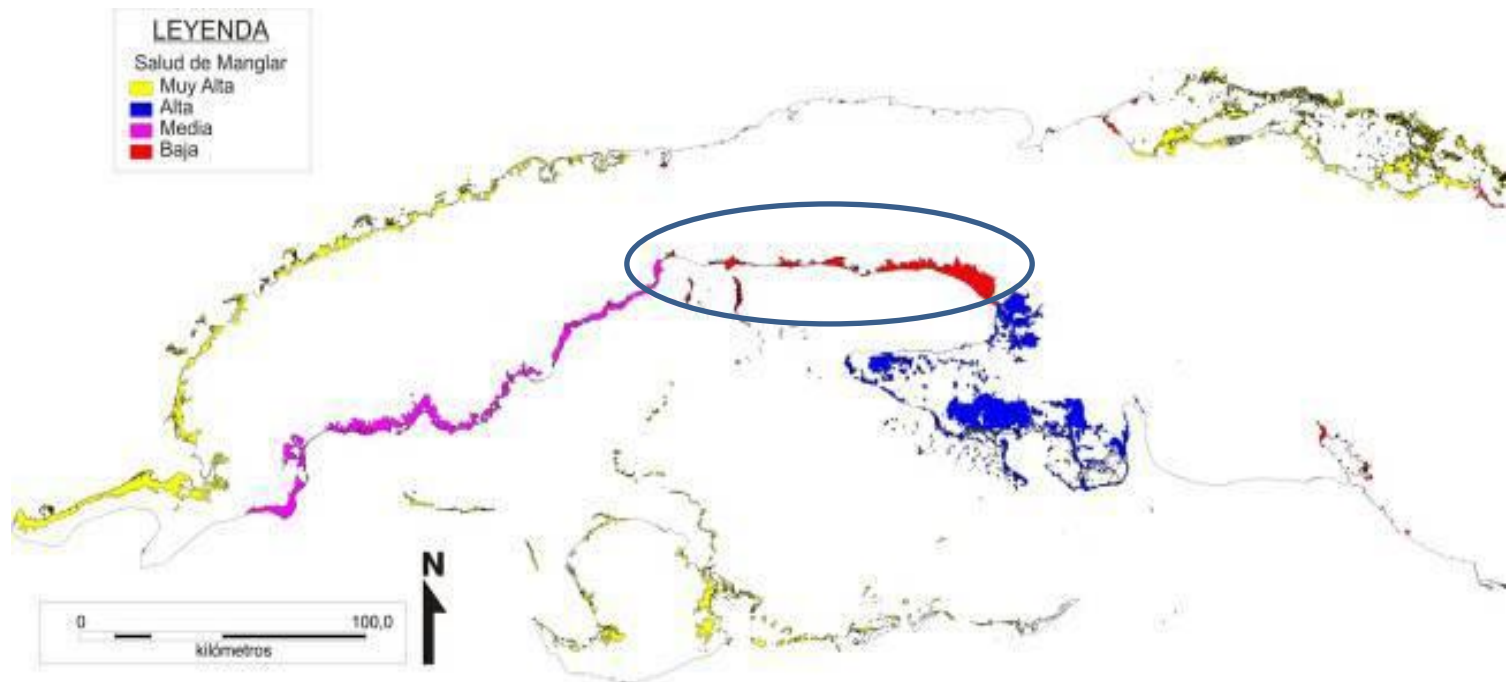 LEYENDA
Salud de Manglar
Muy Alta
Alta
Media
Baja
N
0 100,0
kilómetros